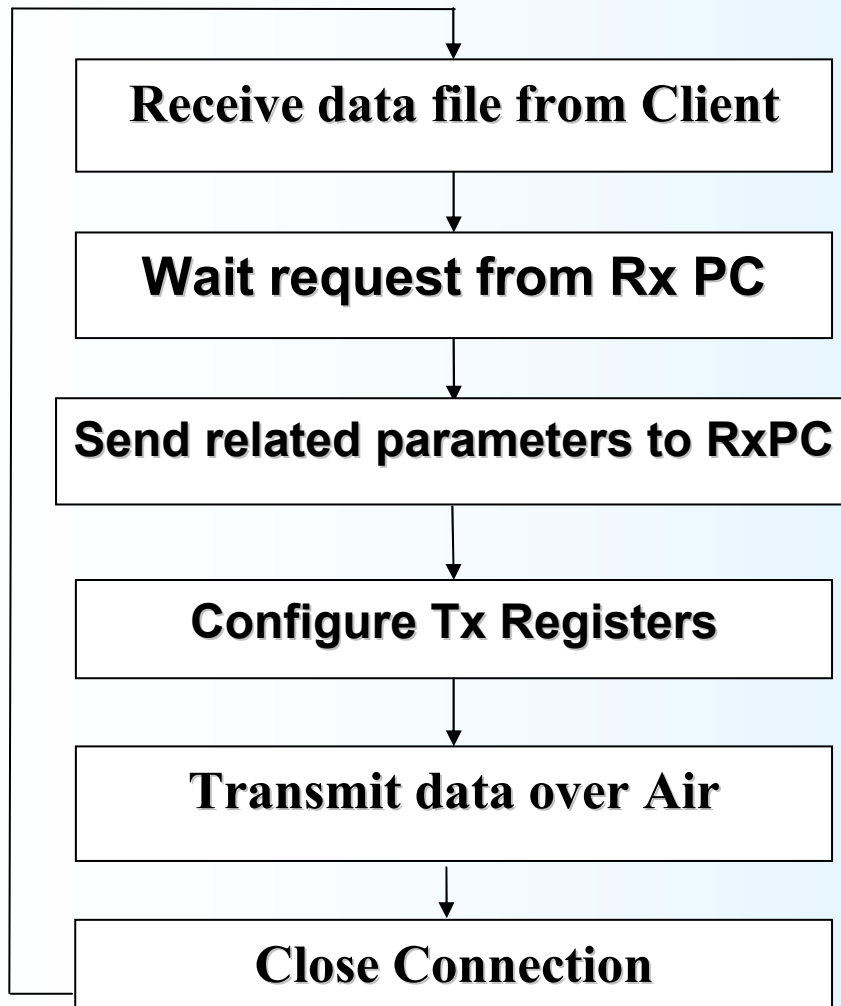 Receive data file from Client
Wait request from Rx PC
Send related parameters to RxPC
Configure Tx Registers
Transmit data over Air
Close Connection